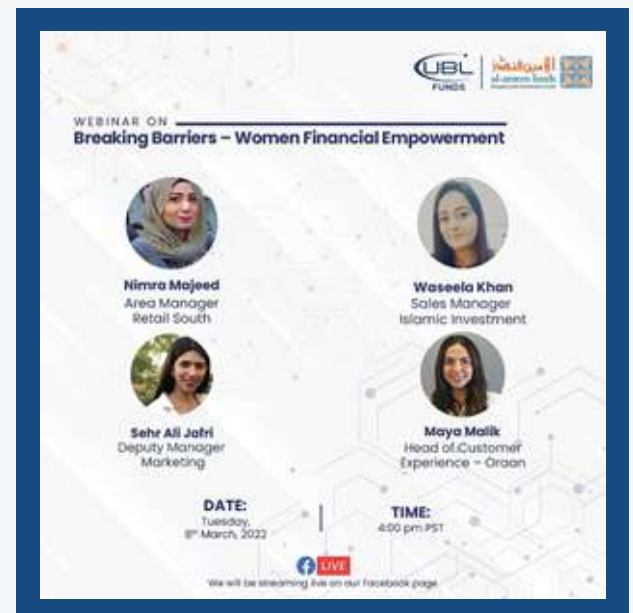 UBL
FUNDS
al-ameen funds
WEBINAR ON
Breaking Barriers – Women Financial Empowerment
Nimra Majeed
Area Manager
Retail South
Waseela Khan
Sales Manager
Islamic Investment
Sehr Ali Jafri
Deputy Manager
Marketing
Maya Malik
Head of Customer
Experience – Oraan
DATE:
Tuesday,
8th March, 2022
TIME:
4:00 pm PST
LIVE
We will be streaming live on our Facebook page